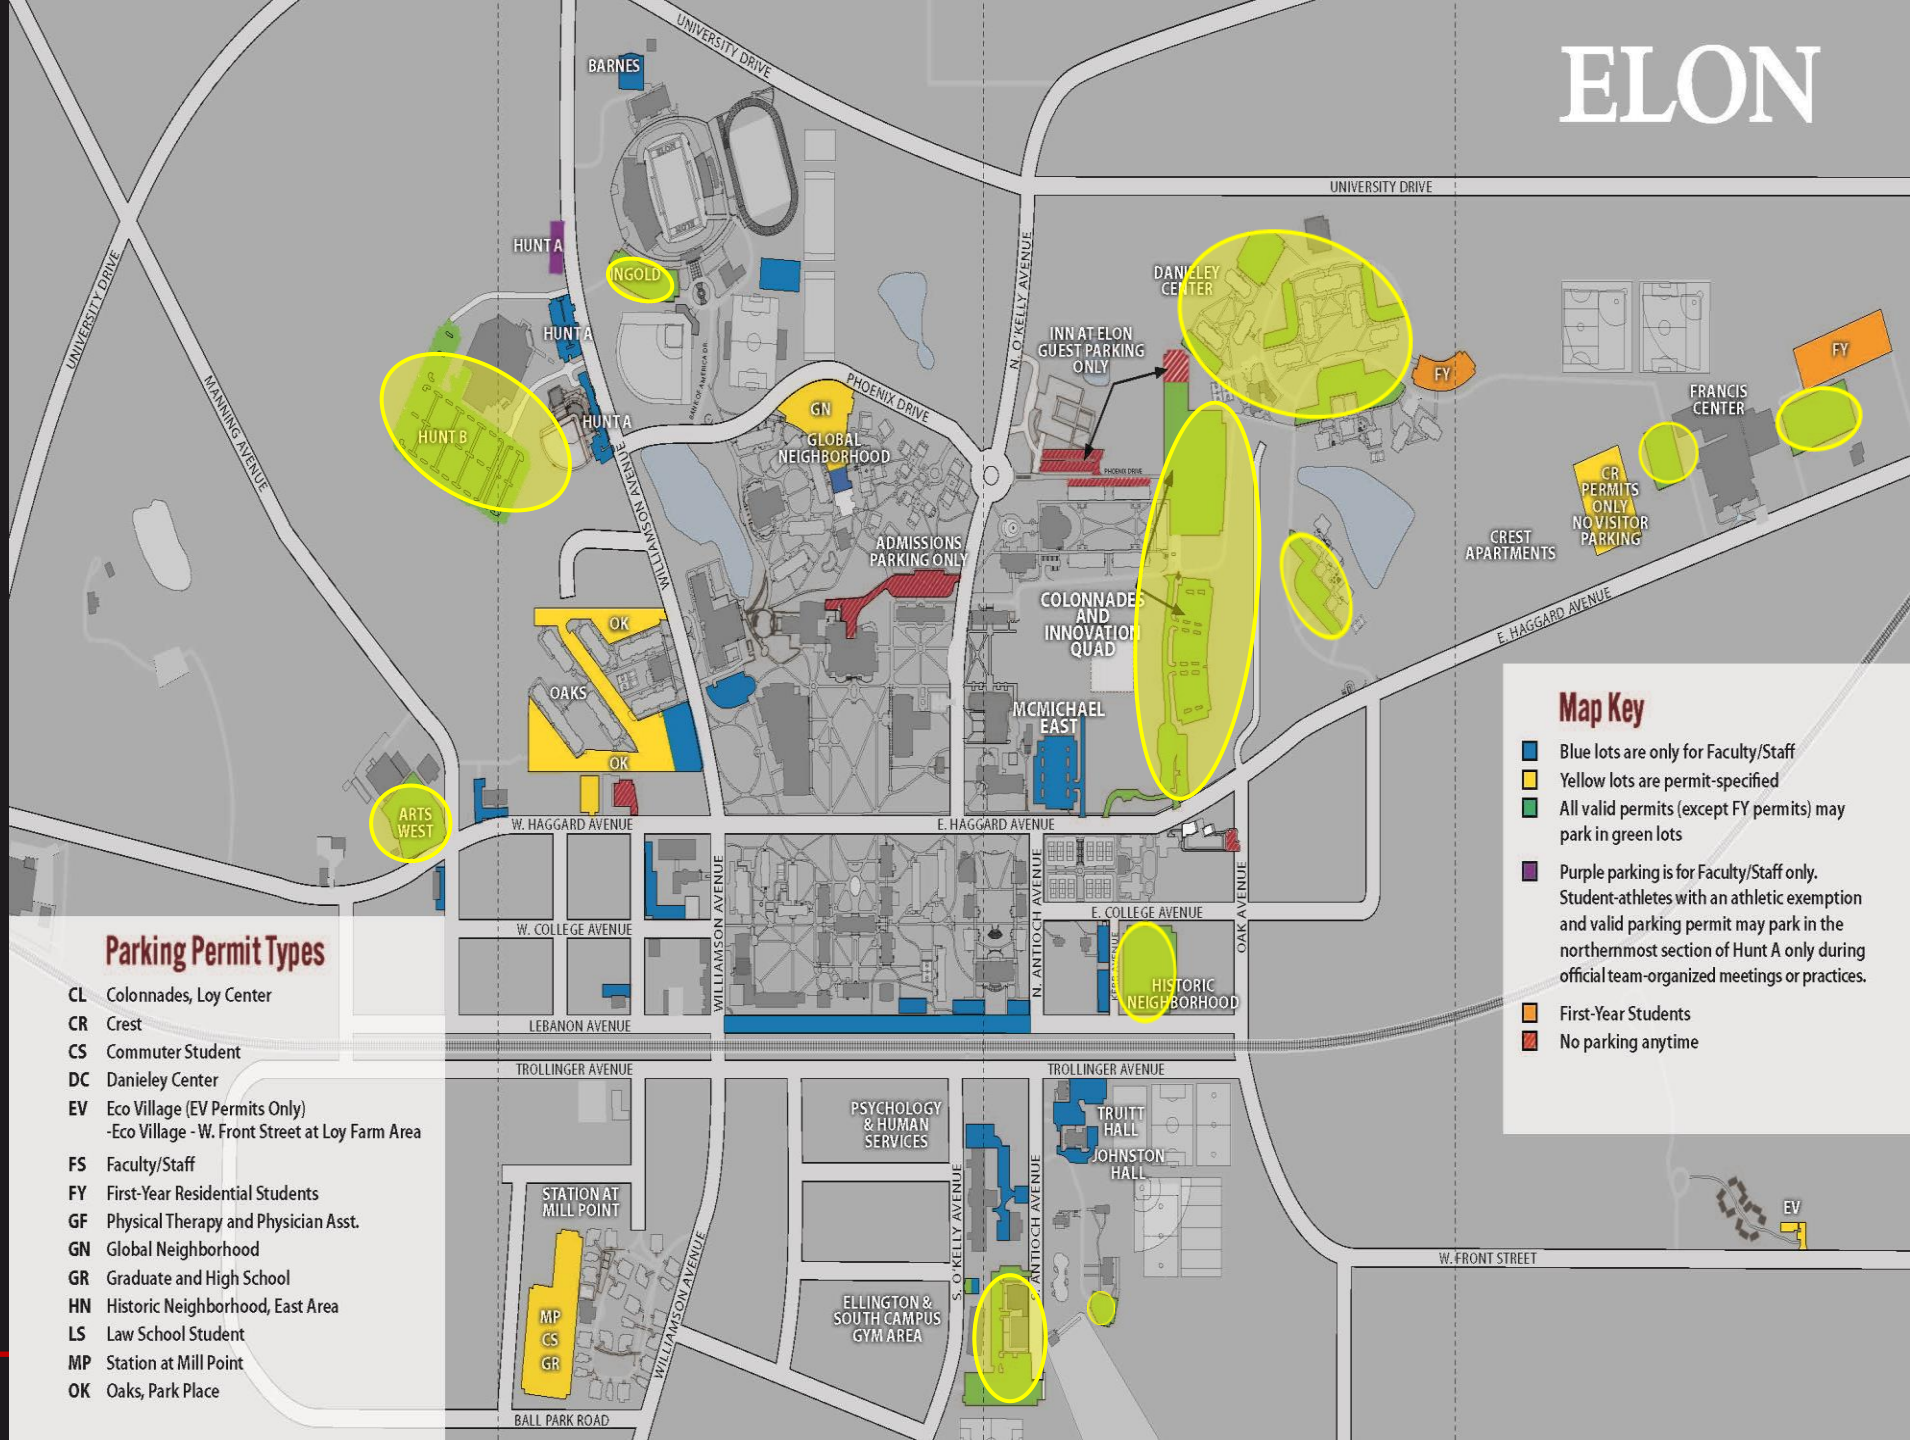 ELON
UNIVERSITY DRIVE
BARNES
ELON
UNIVERSITY DRIVE
HUNT A
INGOLD
N. O'KELLY AVENUE
DANIELEY
CENTER
UNIVERSITY DRIVE
HUNT A
INN AT ELON
GUEST PARKING
ONLY
BANK OF AMERICA DR.
FY
FY
MANNING AVENUE
PHOENIX DRIVE
GN
HUNT A
HUNT B
GLOBAL
NEIGHBORHOOD
FRANCIS
CENTER
PHOENIX DRIVE
WILLIAMSON AVENUE
CR
PERMITS
ONLY
NO VISITOR
PARKING
CREST
APARTMENTS
ADMISSIONS
PARKING ONLY
WILLIAMSON
COLONNADES
AND
INNOVATION
QUAD
E. HAGGARD AVENUE
OK
OAKS
OK
MCMICHAEL
EAST
ARTS
WEST
W. HAGGARD AVENUE
E. HAGGARD AVENUE
WILLIAMSON AVENUE
N. ANTIOCH AVENUE
OAK AVENUE
E. COLLEGE AVENUE
W. COLLEGE AVENUE
KERR AVENUE
HISTORIC
NEIGHBORHOOD
LEBANON AVENUE
TROLLINGER AVENUE
TROLLINGER AVENUE
PSYCHOLOGY
& HUMAN
SERVICES
TRUITT
HALL
JOHNSTON
HALL
S. O'KELLY AVENUE
S. ANTIOCH AVENUE
STATION AT
MILL POINT
WILLIAMSON AVENUE
EV
W. FRONT STREET
ELLINGTON &
SOUTH CAMPUS
GYM AREA
MP
CS
GR
BALL PARK ROAD
Map Key
Blue lots are only for Faculty/Staff
Yellow lots are permit-specified
All valid permits (except FY permits) may
park in green lots
Purple parking is for Faculty/Staff only.
Student-athletes with an athletic exemption
and valid parking permit may park in the
northernmost section of Hunt A only during
official team-organized meetings or practices.
First-Year Students
No parking anytime
Parking Permit Types
CL Colonnades, Loy Center
CR Crest
CS Commuter Student
DC Danieley Center
EV Eco Village (EV Permits Only)
-Eco Village - W. Front Street at Loy Farm Area
FS Faculty/Staff
FY First-Year Residential Students
GF Physical Therapy and Physician Asst.
GN Global Neighborhood
GR Graduate and High School
HN Historic Neighborhood, East Area
LS Law School Student
MP Station at Mill Point
OK Oaks, Park Place